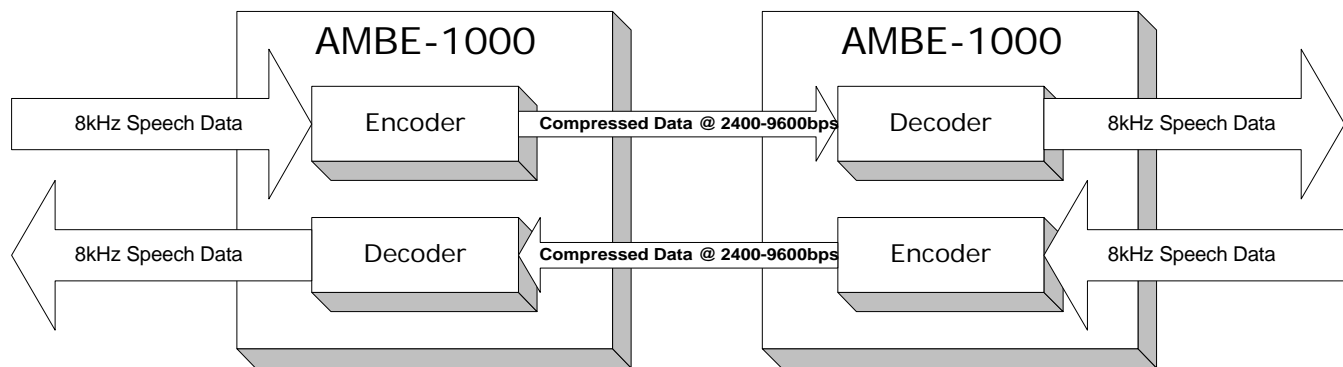 AMBE-1000 AMBE-1000
8kHz Speech Data Encoder Compressed Data @ 2400-9600bps Decoder 8kHz Speech Data
8kHz Speech Data Decoder Compressed Data @ 2400-9600bps Encoder 8kHz Speech Data